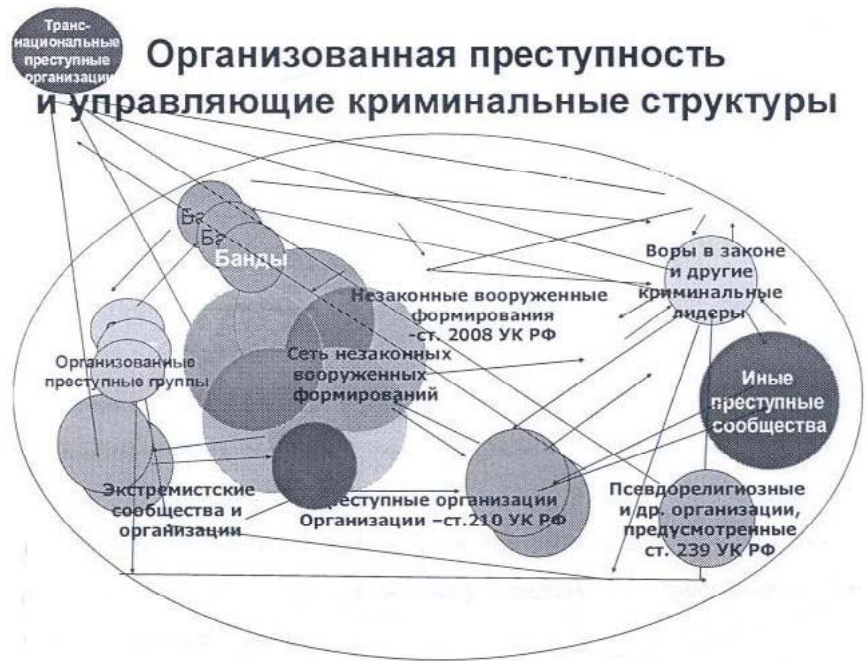 Транс-
национальные
преступные
организации
Организованная преступность
и управляющие криминальные структуры
Ба
Ба
Банды
Воры в законе
и другие
криминальные
лидеры
Незаконные вооруженные
формирования
-ст. 2008 УК РФ
Сеть незаконных
вооруженных
формирований
Организованные
преступные группы
Иные
преступные
сообщества
Экстремистские
сообщества и
организации
Преступные организации
Организации –ст.210 УК РФ
Псевдорелигиозные
и др. организации,
предусмотренные
ст. 239 УК РФ